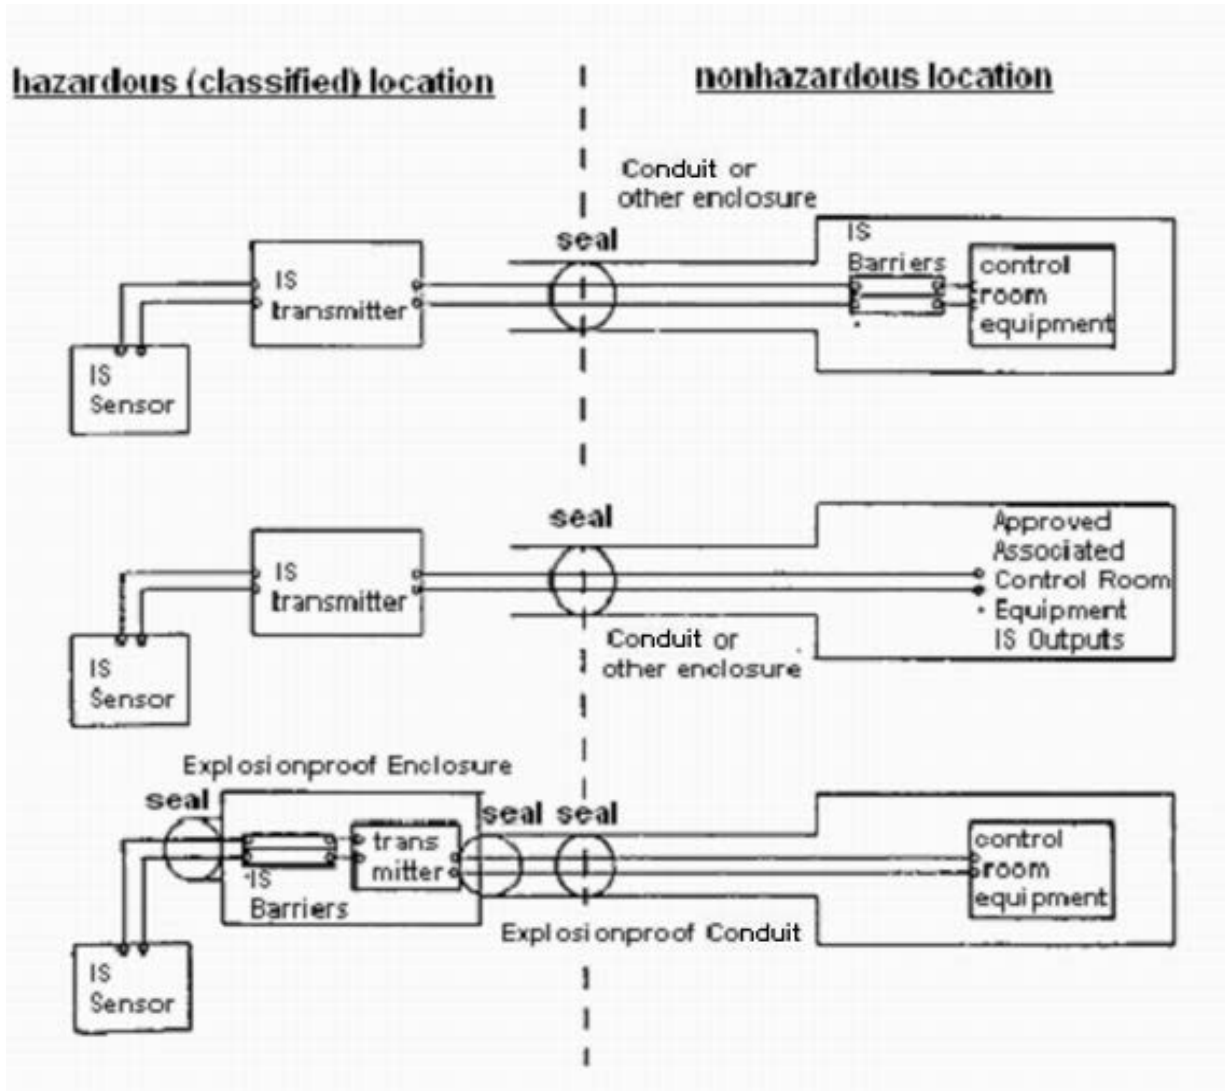 hazardous (classified) location
nonhazardous location
Conduit or
other enclosure
seal
IS
Barriers
control
room
equipment
IS
transmitter
IS
Sensor
seal
Approved
Associated
Control Room
Equipment
IS Outputs
IS
transmitter
Conduit or
other enclosure
IS
Sensor
Explosionproof Enclosure
seal
seal
seal
trans
mitter
IS
Barriers
control
room
equipment
Explosionproof Conduit
IS
Sensor